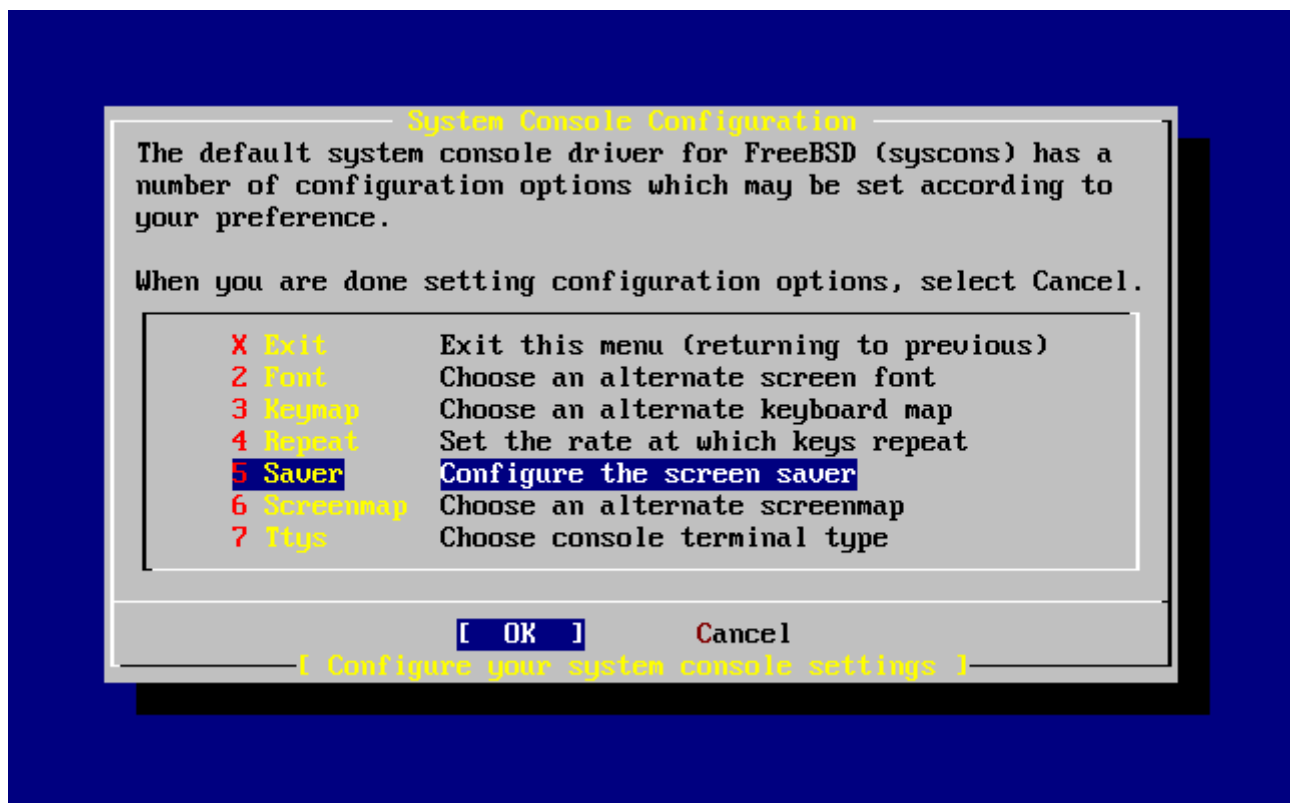 System Console Configuration
The default system console driver for FreeBSD (syscons) has a
number of configuration options which may be set according to
your preference.
When you are done setting configuration options, select Cancel.
X Exit Exit this menu (returning to previous)
2 Font Choose an alternate screen font
3 Keymap Choose an alternate keyboard map
4 Repeat Set the rate at which keys repeat
5 Saver Configure the screen saver
6 Screenmap Choose an alternate screenmap
7 Ttys Choose console terminal type
[ OK ] Cancel
[ Configure your system console settings ]